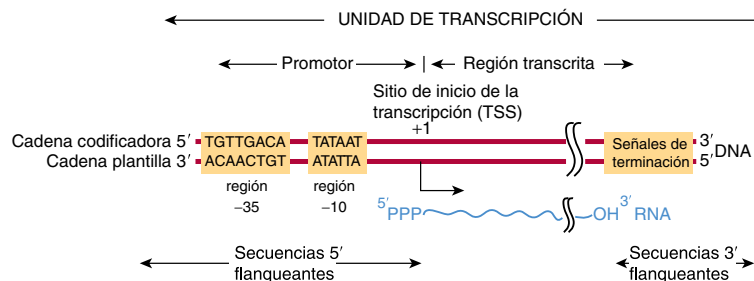 UNIDAD DE TRANSCRIPCIÓN
Promotor
Región transcrita
Sitio de inicio de la
transcripción (TSS)
+1
Cadena codificadora 5′ TGTTGACA TATAAT 3′
Cadena plantilla 3′ ACAACTGT ATATTA 5′
Señales de
terminación
DNA
región
−35
región
−10
5′PPP OH3′ RNA
Secuencias 5′
flanqueantes
Secuencias 3′
flanqueantes